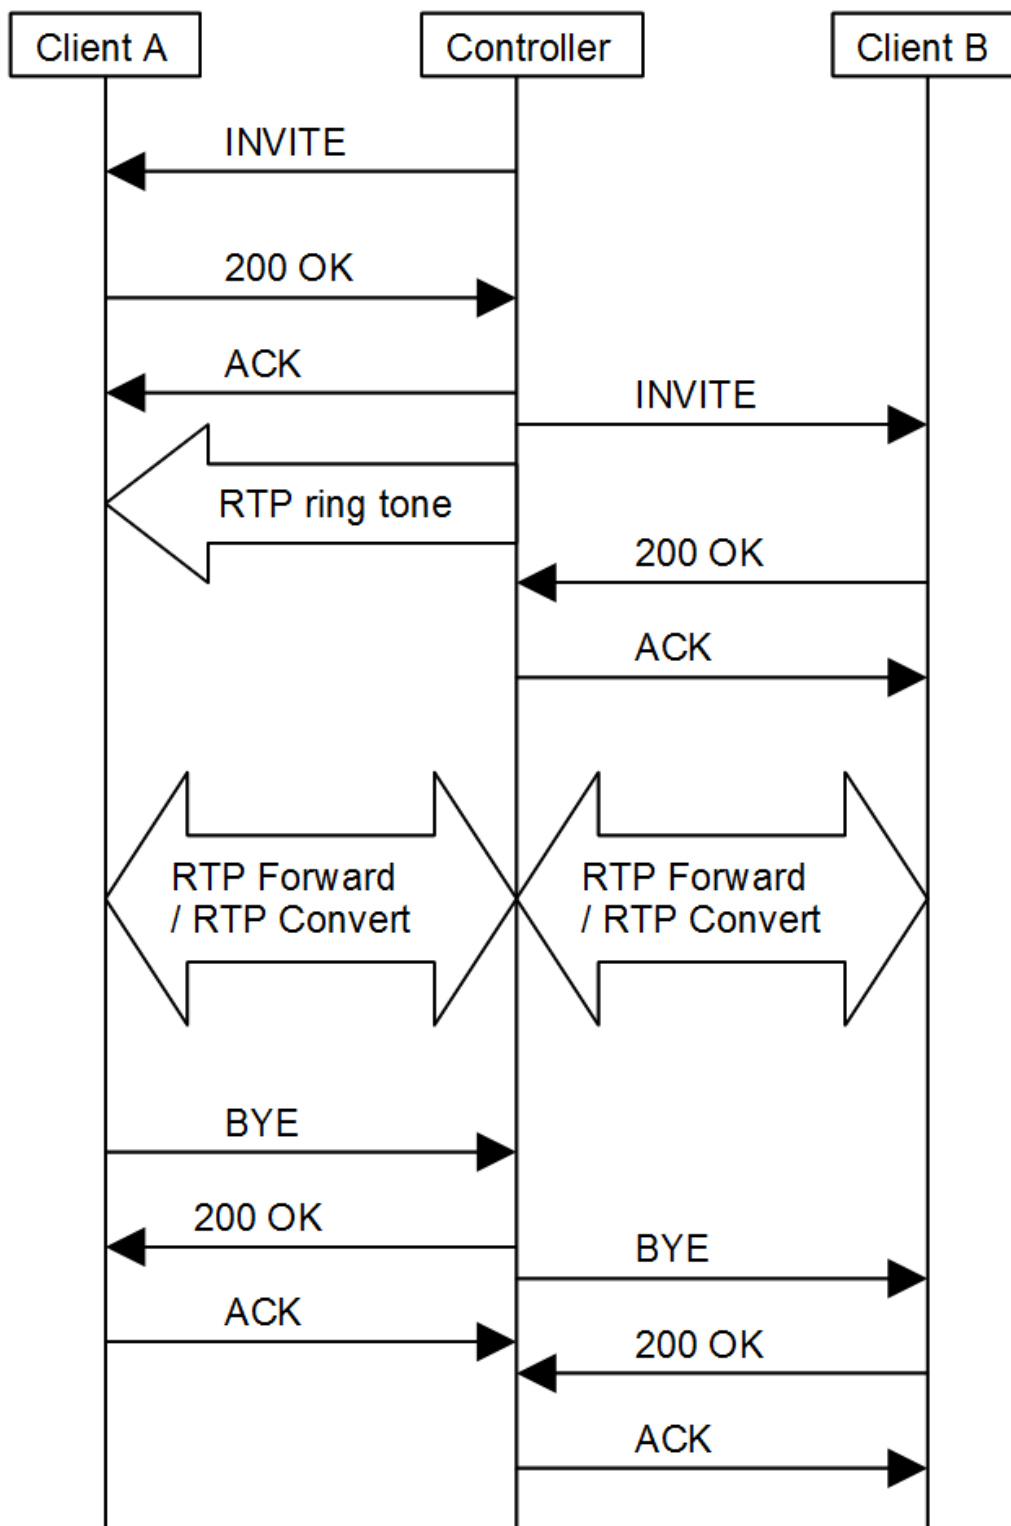 Client A
Controller
Client B
INVITE
200 OK
ACK
INVITE
RTP ring tone
200 OK
ACK
RTP Forward
/ RTP Convert
RTP Forward
/ RTP Convert
BYE
200 OK
BYE
ACK
200 OK
ACK